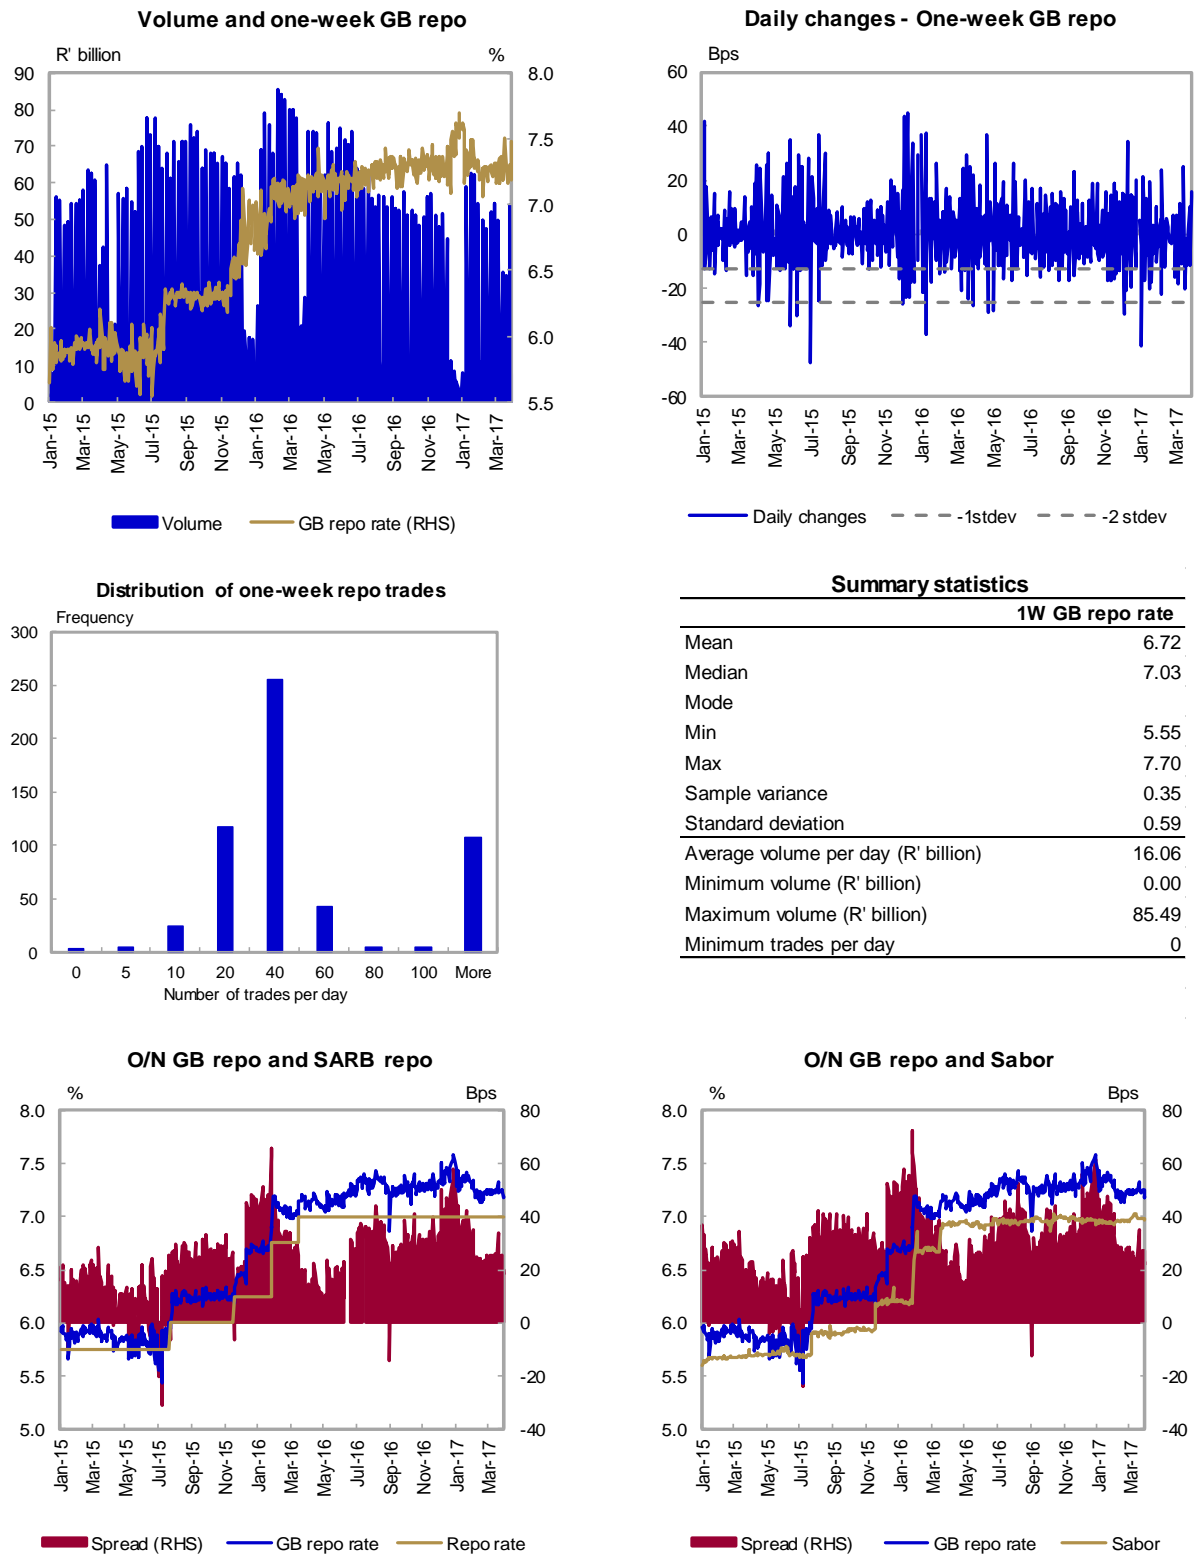 Volume and one-week GB repo
R' billion %
90 8.0
80
7.5
70
60
7.0
50
40
6.5
30
20
6.0
10
0 5.5
Jan-15 Mar-15 May-15 Jul-15 Sep-15 Nov-15 Jan-16 Mar-16 May-16 Jul-16 Sep-16 Nov-16 Jan-17 Mar-17
Volume GB repo rate (RHS)
Daily changes - One-week GB repo
Bps
60
40
20
0
-20
-40
-60
Jan-15 Mar-15 May-15 Jul-15 Sep-15 Nov-15 Jan-16 Mar-16 May-16 Jul-16 Sep-16 Nov-16 Jan-17 Mar-17
Daily changes -1stdev -2 stdev
Distribution of one-week repo trades
Frequency
300
250
200
150
100
50
0
0 5 10 20 40 60 80 100 More
Number of trades per day
Summary statistics
1W GB repo rate
Mean 6.72
Median 7.03
Mode
Min 5.55
Max 7.70
Sample variance 0.35
Standard deviation 0.59
Average volume per day (R' billion) 16.06
Minimum volume (R' billion) 0.00
Maximum volume (R' billion) 85.49
Minimum trades per day 0
O/N GB repo and SARB repo
% Bps
8.0 80
7.5 60
7.0 40
6.5 20
6.0 0
5.5 -20
5.0 -40
Jan-15 Mar-15 May-15 Jul-15 Sep-15 Nov-15 Jan-16 Mar-16 May-16 Jul-16 Sep-16 Nov-16 Jan-17 Mar-17
Spread (RHS) GB repo rate Repo rate
O/N GB repo and Sabor
% Bps
8.0 80
7.5 60
7.0 40
6.5 20
6.0 0
5.5 -20
5.0 -40
Jan-15 Mar-15 May-15 Jul-15 Sep-15 Nov-15 Jan-16 Mar-16 May-16 Jul-16 Sep-16 Nov-16 Jan-17 Mar-17
Spread (RHS) GB repo rate Sabor